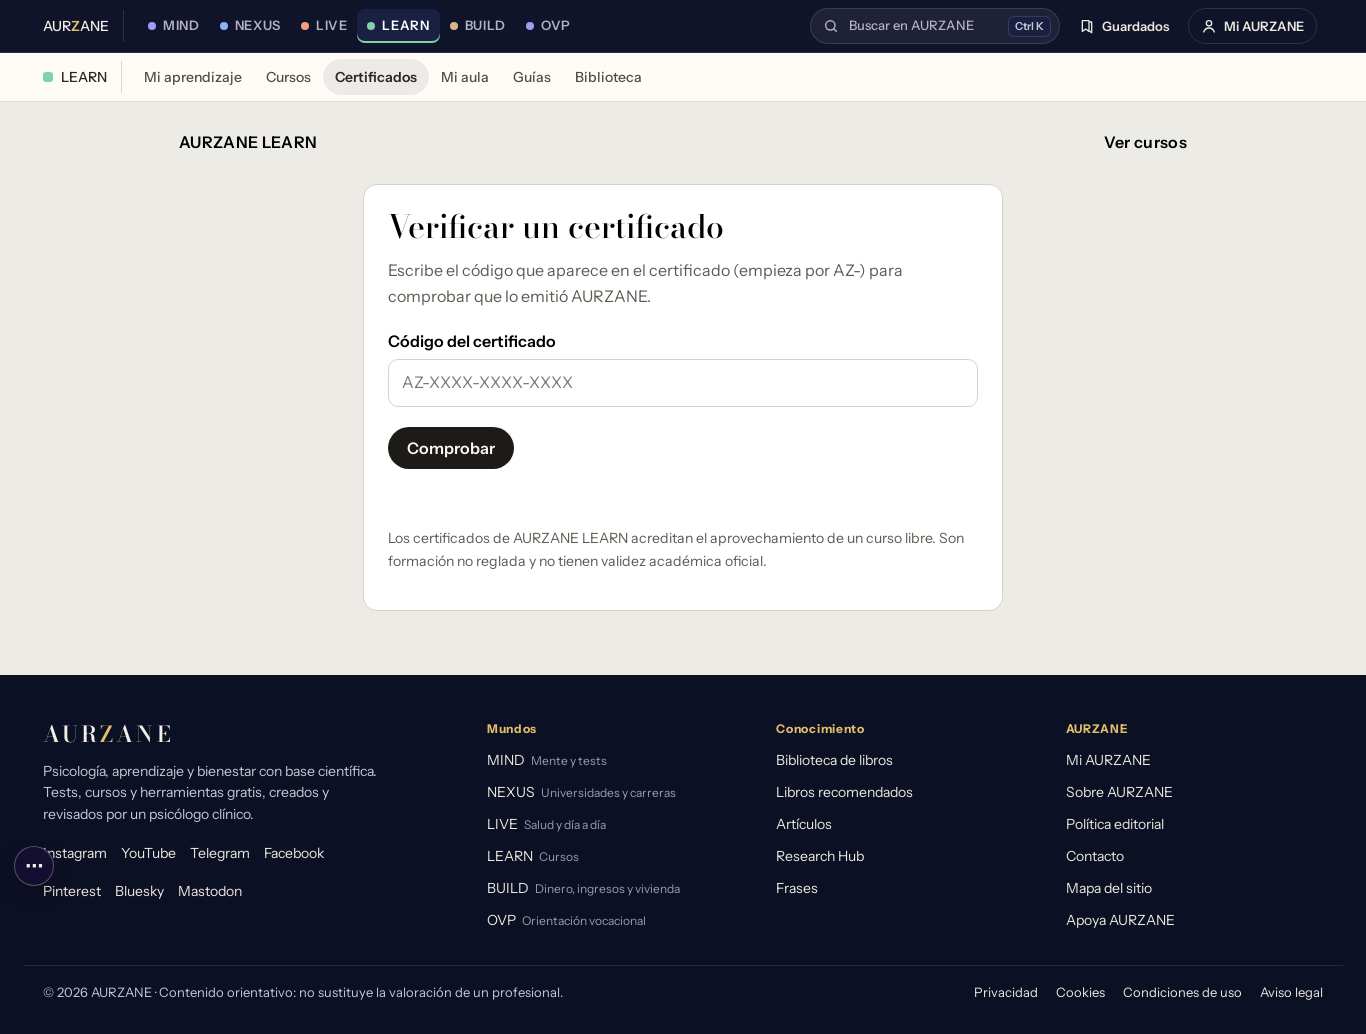 AURZANE
MIND
NEXUS
LIVE
LEARN
BUILD
OVP
Buscar en AURZANE
Ctrl K
Guardados
Mi AURZANE
LEARN
Mi aprendizaje
Cursos
Certificados
Mi aula
Guías
Biblioteca
AURZANE LEARN
Ver cursos
Verificar un certificado
Escribe el código que aparece en el certificado (empieza por AZ-) para
comprobar que lo emitió AURZANE.
Código del certificado
AZ-XXXX-XXXX-XXXX
Comprobar
Los certificados de AURZANE LEARN acreditan el aprovechamiento de un curso libre. Son
formación no reglada y no tienen validez académica oficial.
AURZANE
Psicología, aprendizaje y bienestar con base científica.
Tests, cursos y herramientas gratis, creados y
revisados por un psicólogo clínico.
Instagram YouTube Telegram Facebook
Pinterest Bluesky Mastodon
Mundos
MIND Mente y tests
NEXUS Universidades y carreras
LIVE Salud y día a día
LEARN Cursos
BUILD Dinero, ingresos y vivienda
OVP Orientación vocacional
Conocimiento
Biblioteca de libros
Libros recomendados
Artículos
Research Hub
Frases
AURZANE
Mi AURZANE
Sobre AURZANE
Política editorial
Contacto
Mapa del sitio
Apoya AURZANE
© 2026 AURZANE · Contenido orientativo: no sustituye la valoración de un profesional.
Privacidad Cookies Condiciones de uso Aviso legal